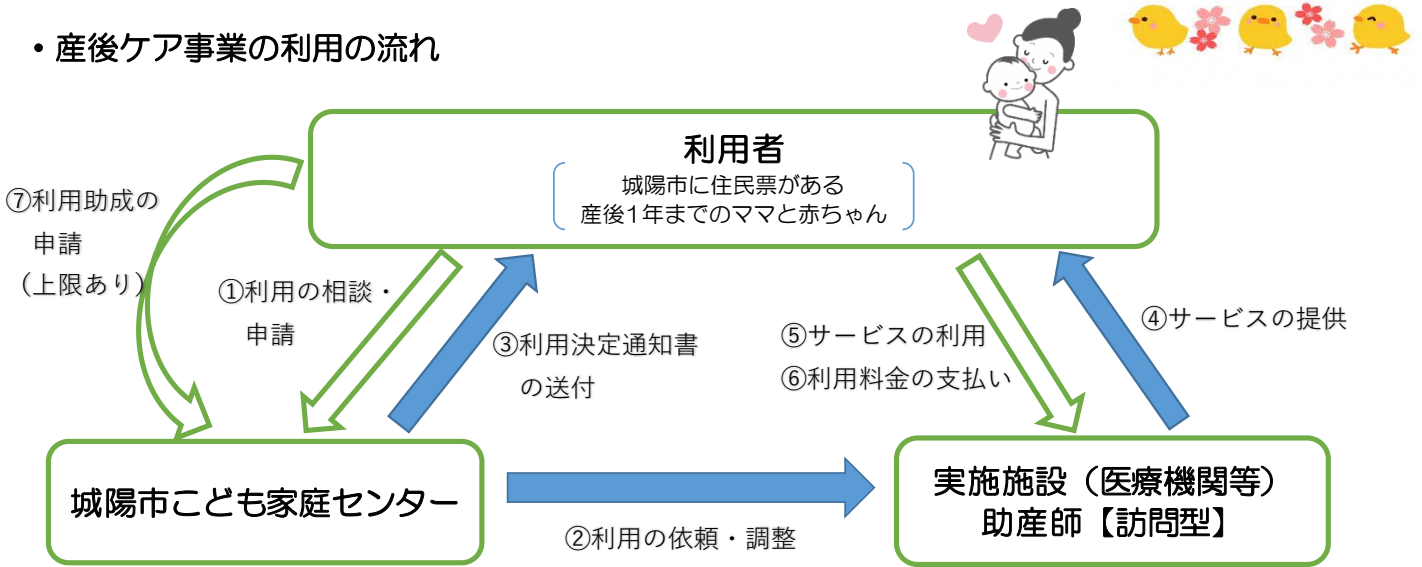 ・産後ケア事業の利用の流れ
利用者
城陽市に住民票がある
産後1年までのママと赤ちゃん
⑦利用助成の
申請
（上限あり）
①利用の相談・
申請
③利用決定通知書
の送付
⑤サービスの利用
⑥利用料金の支払い
④サービスの提供
城陽市こども家庭センター
②利用の依頼・調整
実施施設（医療機関等）
助産師【訪問型】